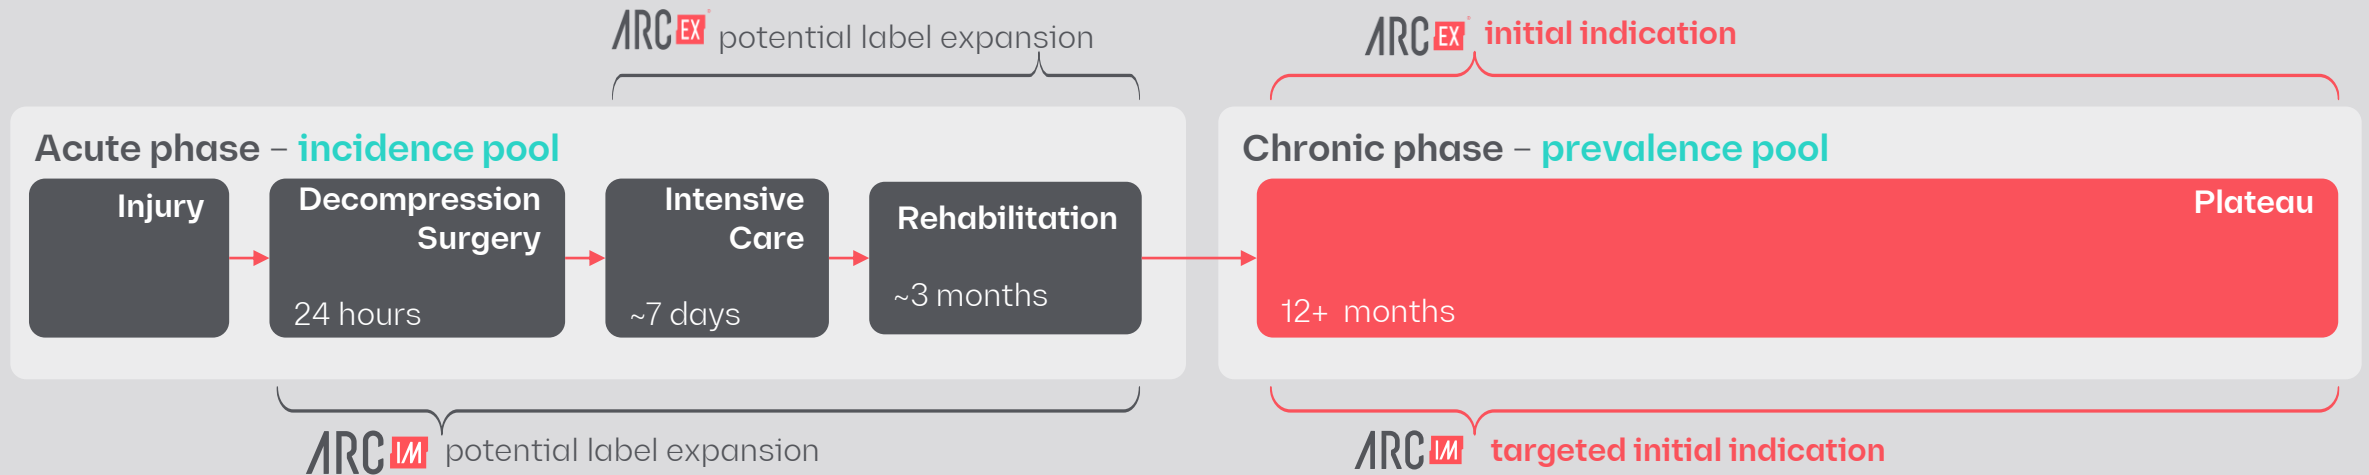 ARC EX® potential label expansion
ARC EX® initial indication
Acute phase – incidence pool
Injury
Decompression
Surgery
24 hours
Intensive
Care
~7 days
Rehabilitation
~3 months
Chronic phase – prevalence pool
Plateau
12+ months
ARC IM potential label expansion
ARC IM targeted initial indication